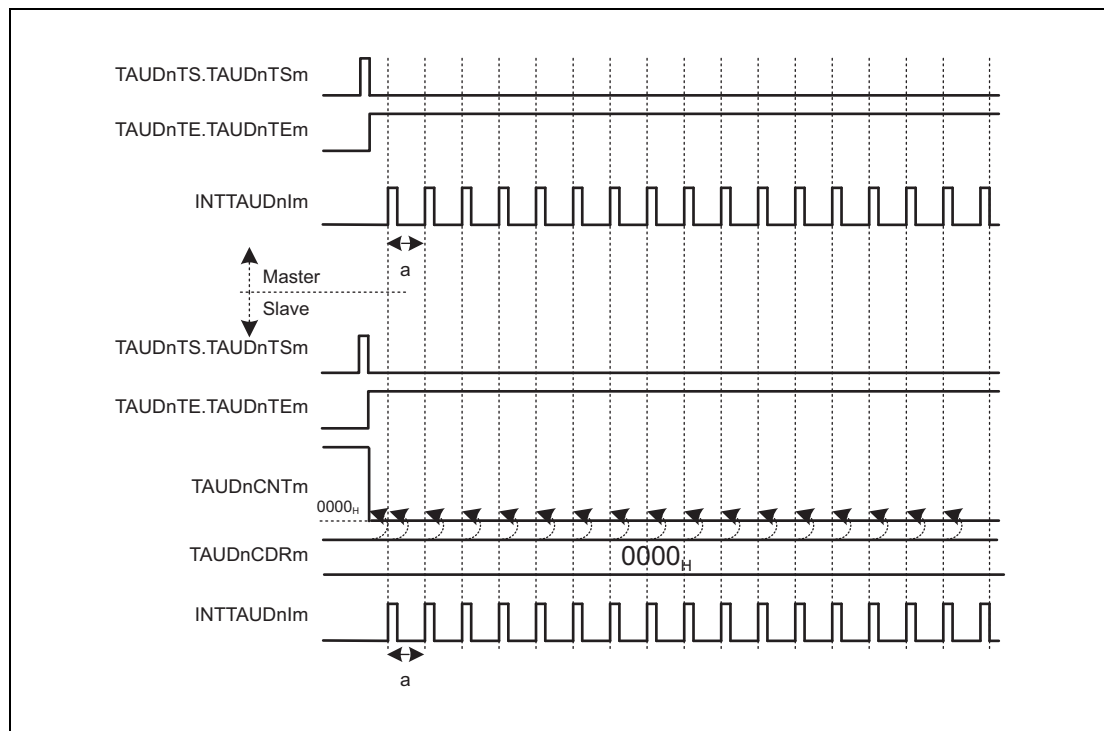 TAUDnTS.TAUDnTSm
TAUDnTE.TAUDnTEm
INTTAUDnIm
a
Master
Slave
TAUDnTS.TAUDnTSm
TAUDnTE.TAUDnTEm
TAUDnCNTm
0000H
TAUDnCDRm
0000H
INTTAUDnIm
a